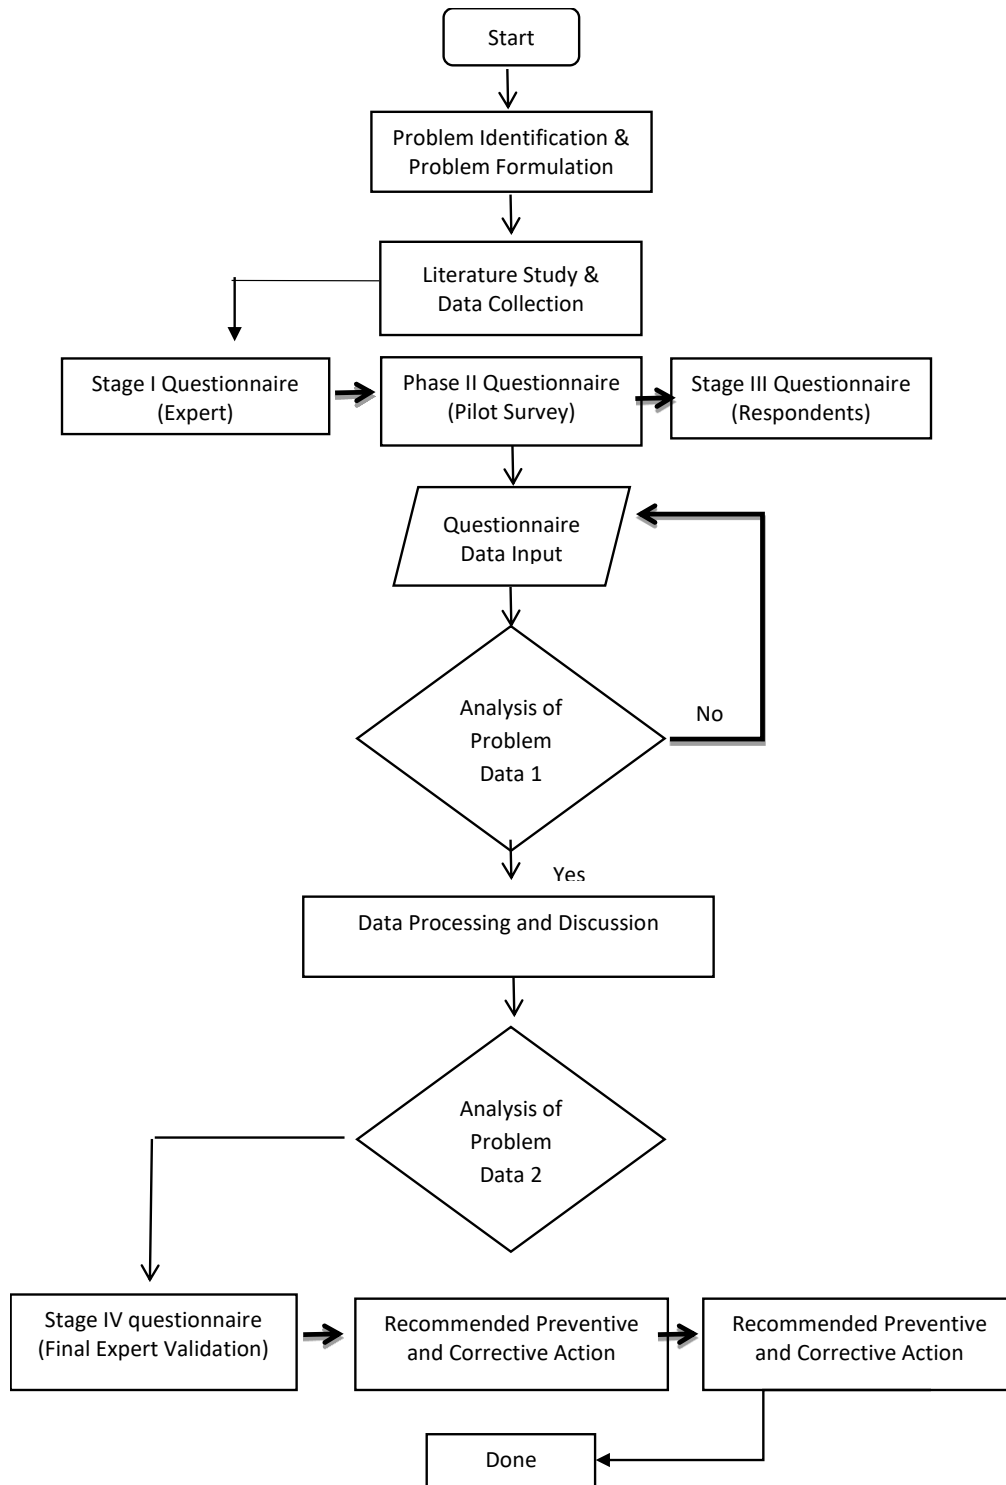 Start
Problem Identification &
Problem Formulation
Literature Study &
Data Collection
Stage I Questionnaire
(Expert)
Phase II Questionnaire
(Pilot Survey)
Stage III Questionnaire
(Respondents)
Questionnaire
Data Input
Analysis of
Problem
Data 1
No
Yes
Data Processing and Discussion
Analysis of
Problem
Data 2
Stage IV questionnaire
(Final Expert Validation)
Recommended Preventive
and Corrective Action
Recommended Preventive
and Corrective Action
Done